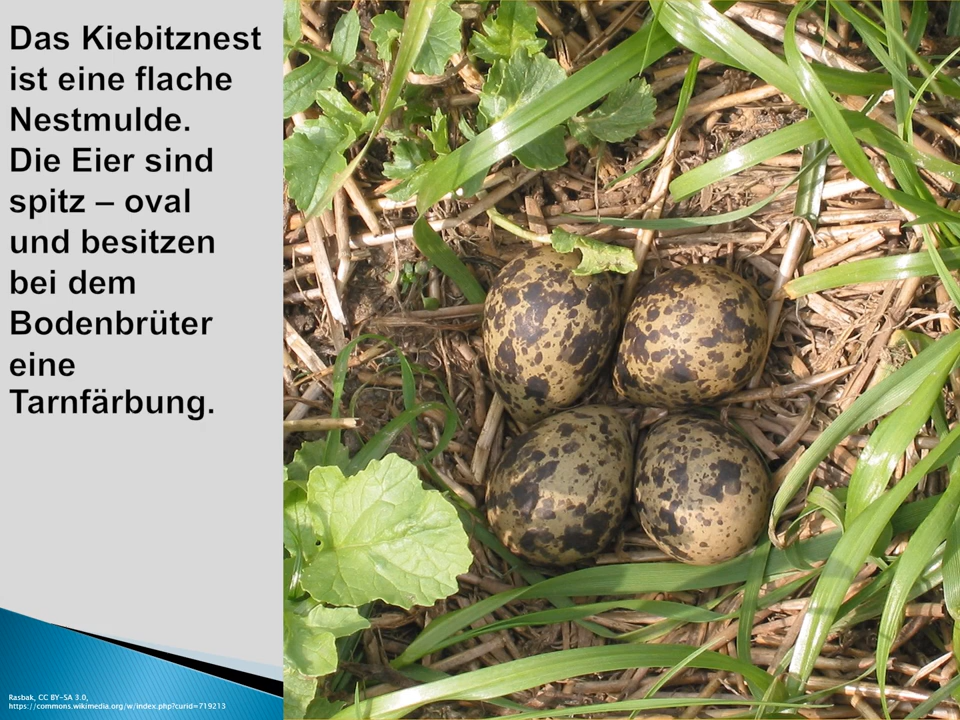 Das Kiebitznest
ist eine flache
Nestmulde.
Die Eier sind
spitz – oval
und besitzen
bei dem
Bodenbrüter
eine
Tarnfärbung.
Rasbak, CC BY-SA 3.0,
https://commons.wikimedia.org/w/index.php?curid=719213